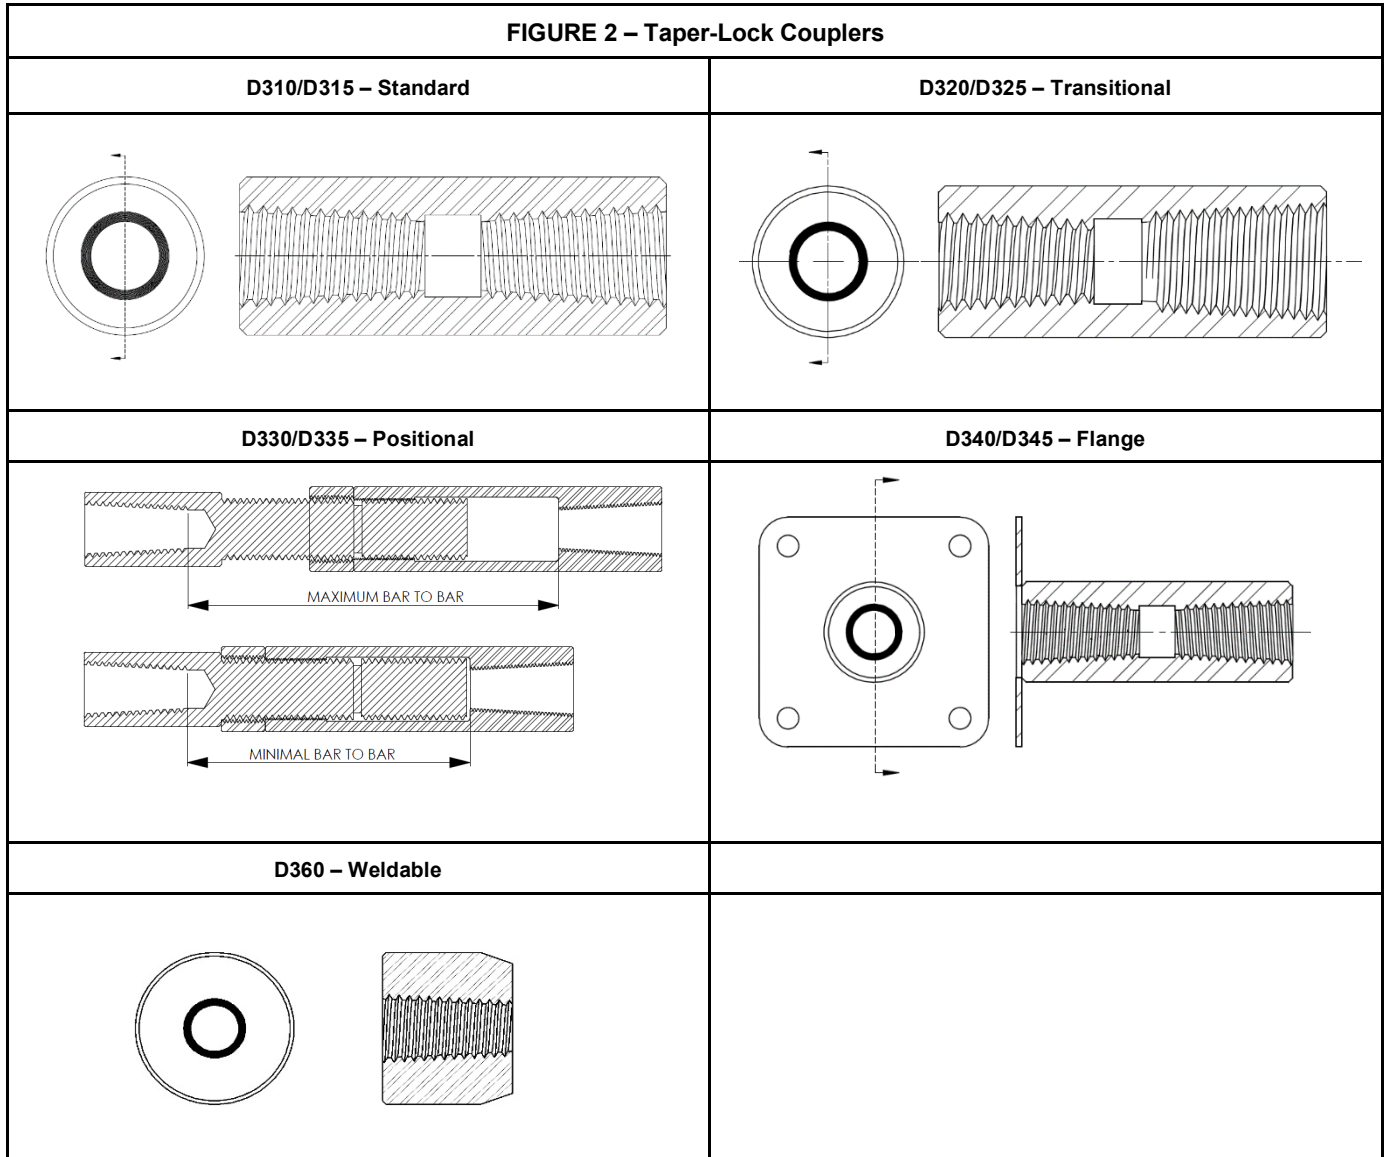 FIGURE 2 – Taper-Lock Couplers
D310/D315 – Standard
D320/D325 – Transitional
D330/D335 – Positional
D340/D345 – Flange
MAXIMUM BAR TO BAR
MINIMAL BAR TO BAR
D360 – Weldable